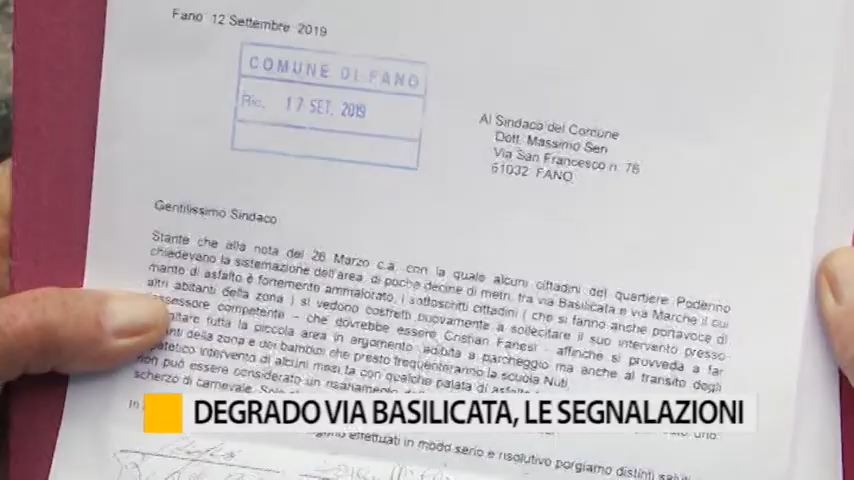 Fano 12 Settembre 2019
COMUNE DI FANO
Ric. 17 SET. 2019
Al Sindaco del Comune
Dott. Massimo Seri
Via San Francesco n. 76
61032 FANO
Gentilissimo Sindaco
Stante che alla nota del 26 Marzo c.a. con la quale alcuni cittadini del quartiere Poderino
chiedevano la sistemazione dell'area di poche decine di metri, tra via Basilicata e via Marche il cui
manto di asfalto è fortemente ammalorato, i sottoscritti cittadini ( che si fanno anche portavoce di
altri abitanti della zona ) si vedono costretti nuovamente a sollecitare il suo intervento presso
assessore competente – che dovrebbe essere Cristian Fanesi – affinche si provveda a far
tutta la piccola area in argomento adibita a parcheggio ma anche al transito degli
della zona e dei bambini che presto frequenteranno la scuola Nuti.
intervento di alcuni mesi fa con qualche palata di asfalto
non può essere considerato un risanamento
scherzo di carnevale.
DEGRADO VIA BASILICATA, LE SEGNALAZIONI
effettuati in modo serio e risolutivo porgiamo distinti saluti